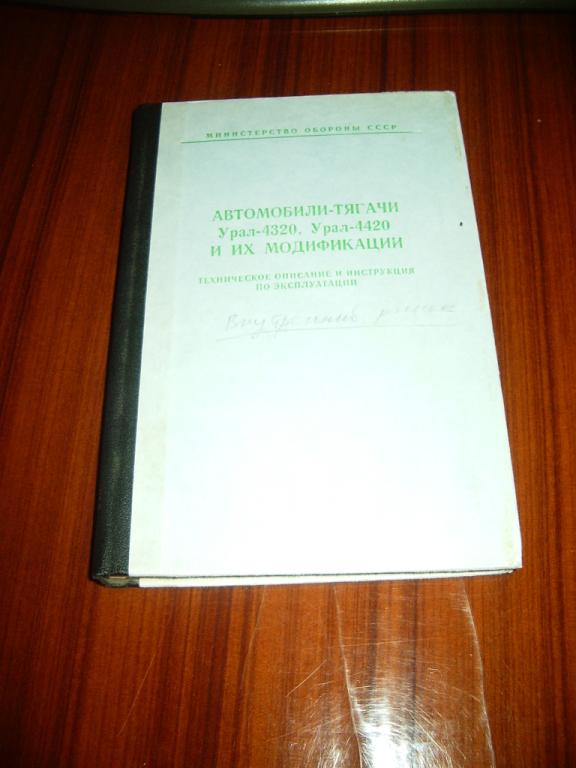 МИНИСТЕРСТВО ОБОРОНЫ СССР
АВТОМОБИЛИ-ТЯГАЧИ
Урал-4320, Урал-4420
И ИХ МОДИФИКАЦИИ
ТЕХНИЧЕСКОЕ ОПИСАНИЕ И ИНСТРУКЦИЯ
ПО ЭКСПЛУАТАЦИИ